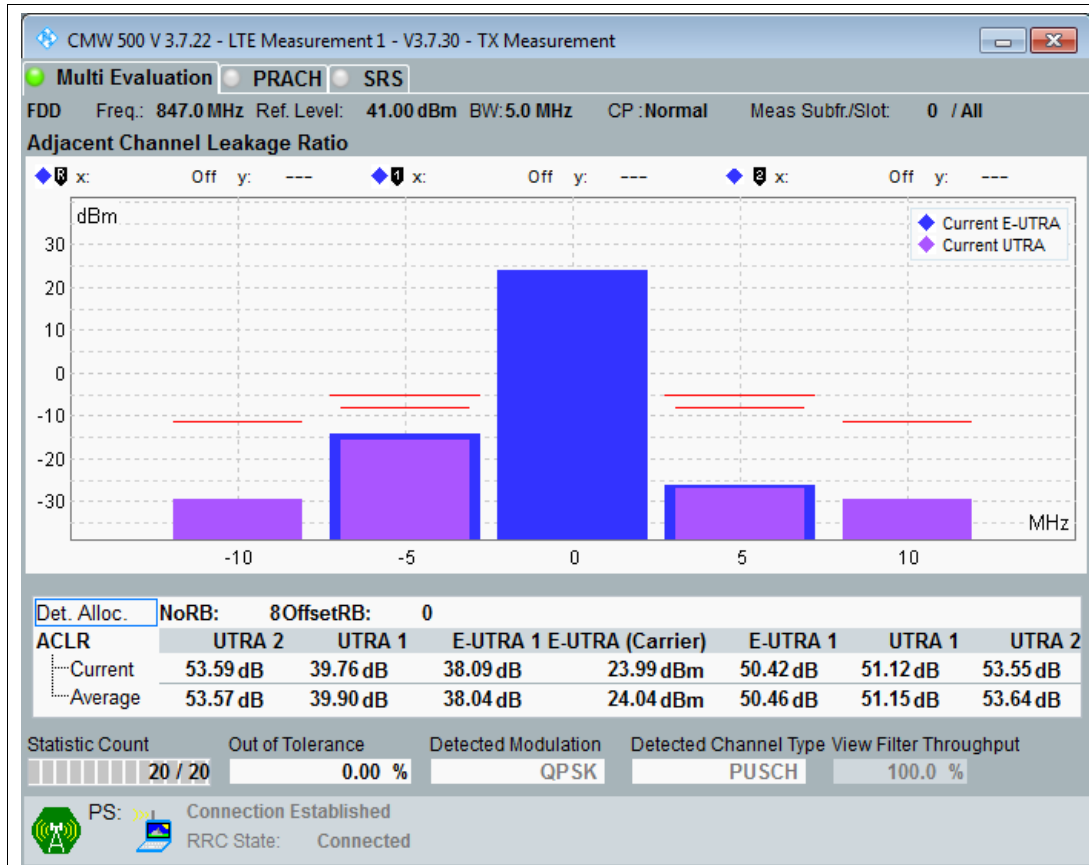 CMW 500 V 3.7.22 - LTE Measurement 1 - V3.7.30 - TX Measurement
Multi Evaluation PRACH SRS
FDD Freq.: 847.0 MHz Ref. Level: 41.00 dBm BW: 5.0 MHz CP : Normal Meas Subfr./Slot: 0 / All
Adjacent Channel Leakage Ratio
R x: Off y: --- 1 x: Off y: --- 2 x: Off y: ---
dBm
Current E-UTRA
Current UTRA
30
20
10
0
-10
-20
-30
MHz
-10 -5 0 5 10
Det. Alloc. NoRB: 8 OffsetRB: 0
ACLR UTRA 2 UTRA 1 E-UTRA 1 E-UTRA (Carrier) E-UTRA 1 UTRA 1 UTRA 2
Current 53.59 dB 39.76 dB 38.09 dB 23.99 dBm 50.42 dB 51.12 dB 53.55 dB
Average 53.57 dB 39.90 dB 38.04 dB 24.04 dBm 50.46 dB 51.15 dB 53.64 dB
Statistic Count Out of Tolerance Detected Modulation Detected Channel Type View Filter Throughput
20 / 20 0.00 % QPSK PUSCH 100.0 %
PS: Connection Established
RRC State: Connected